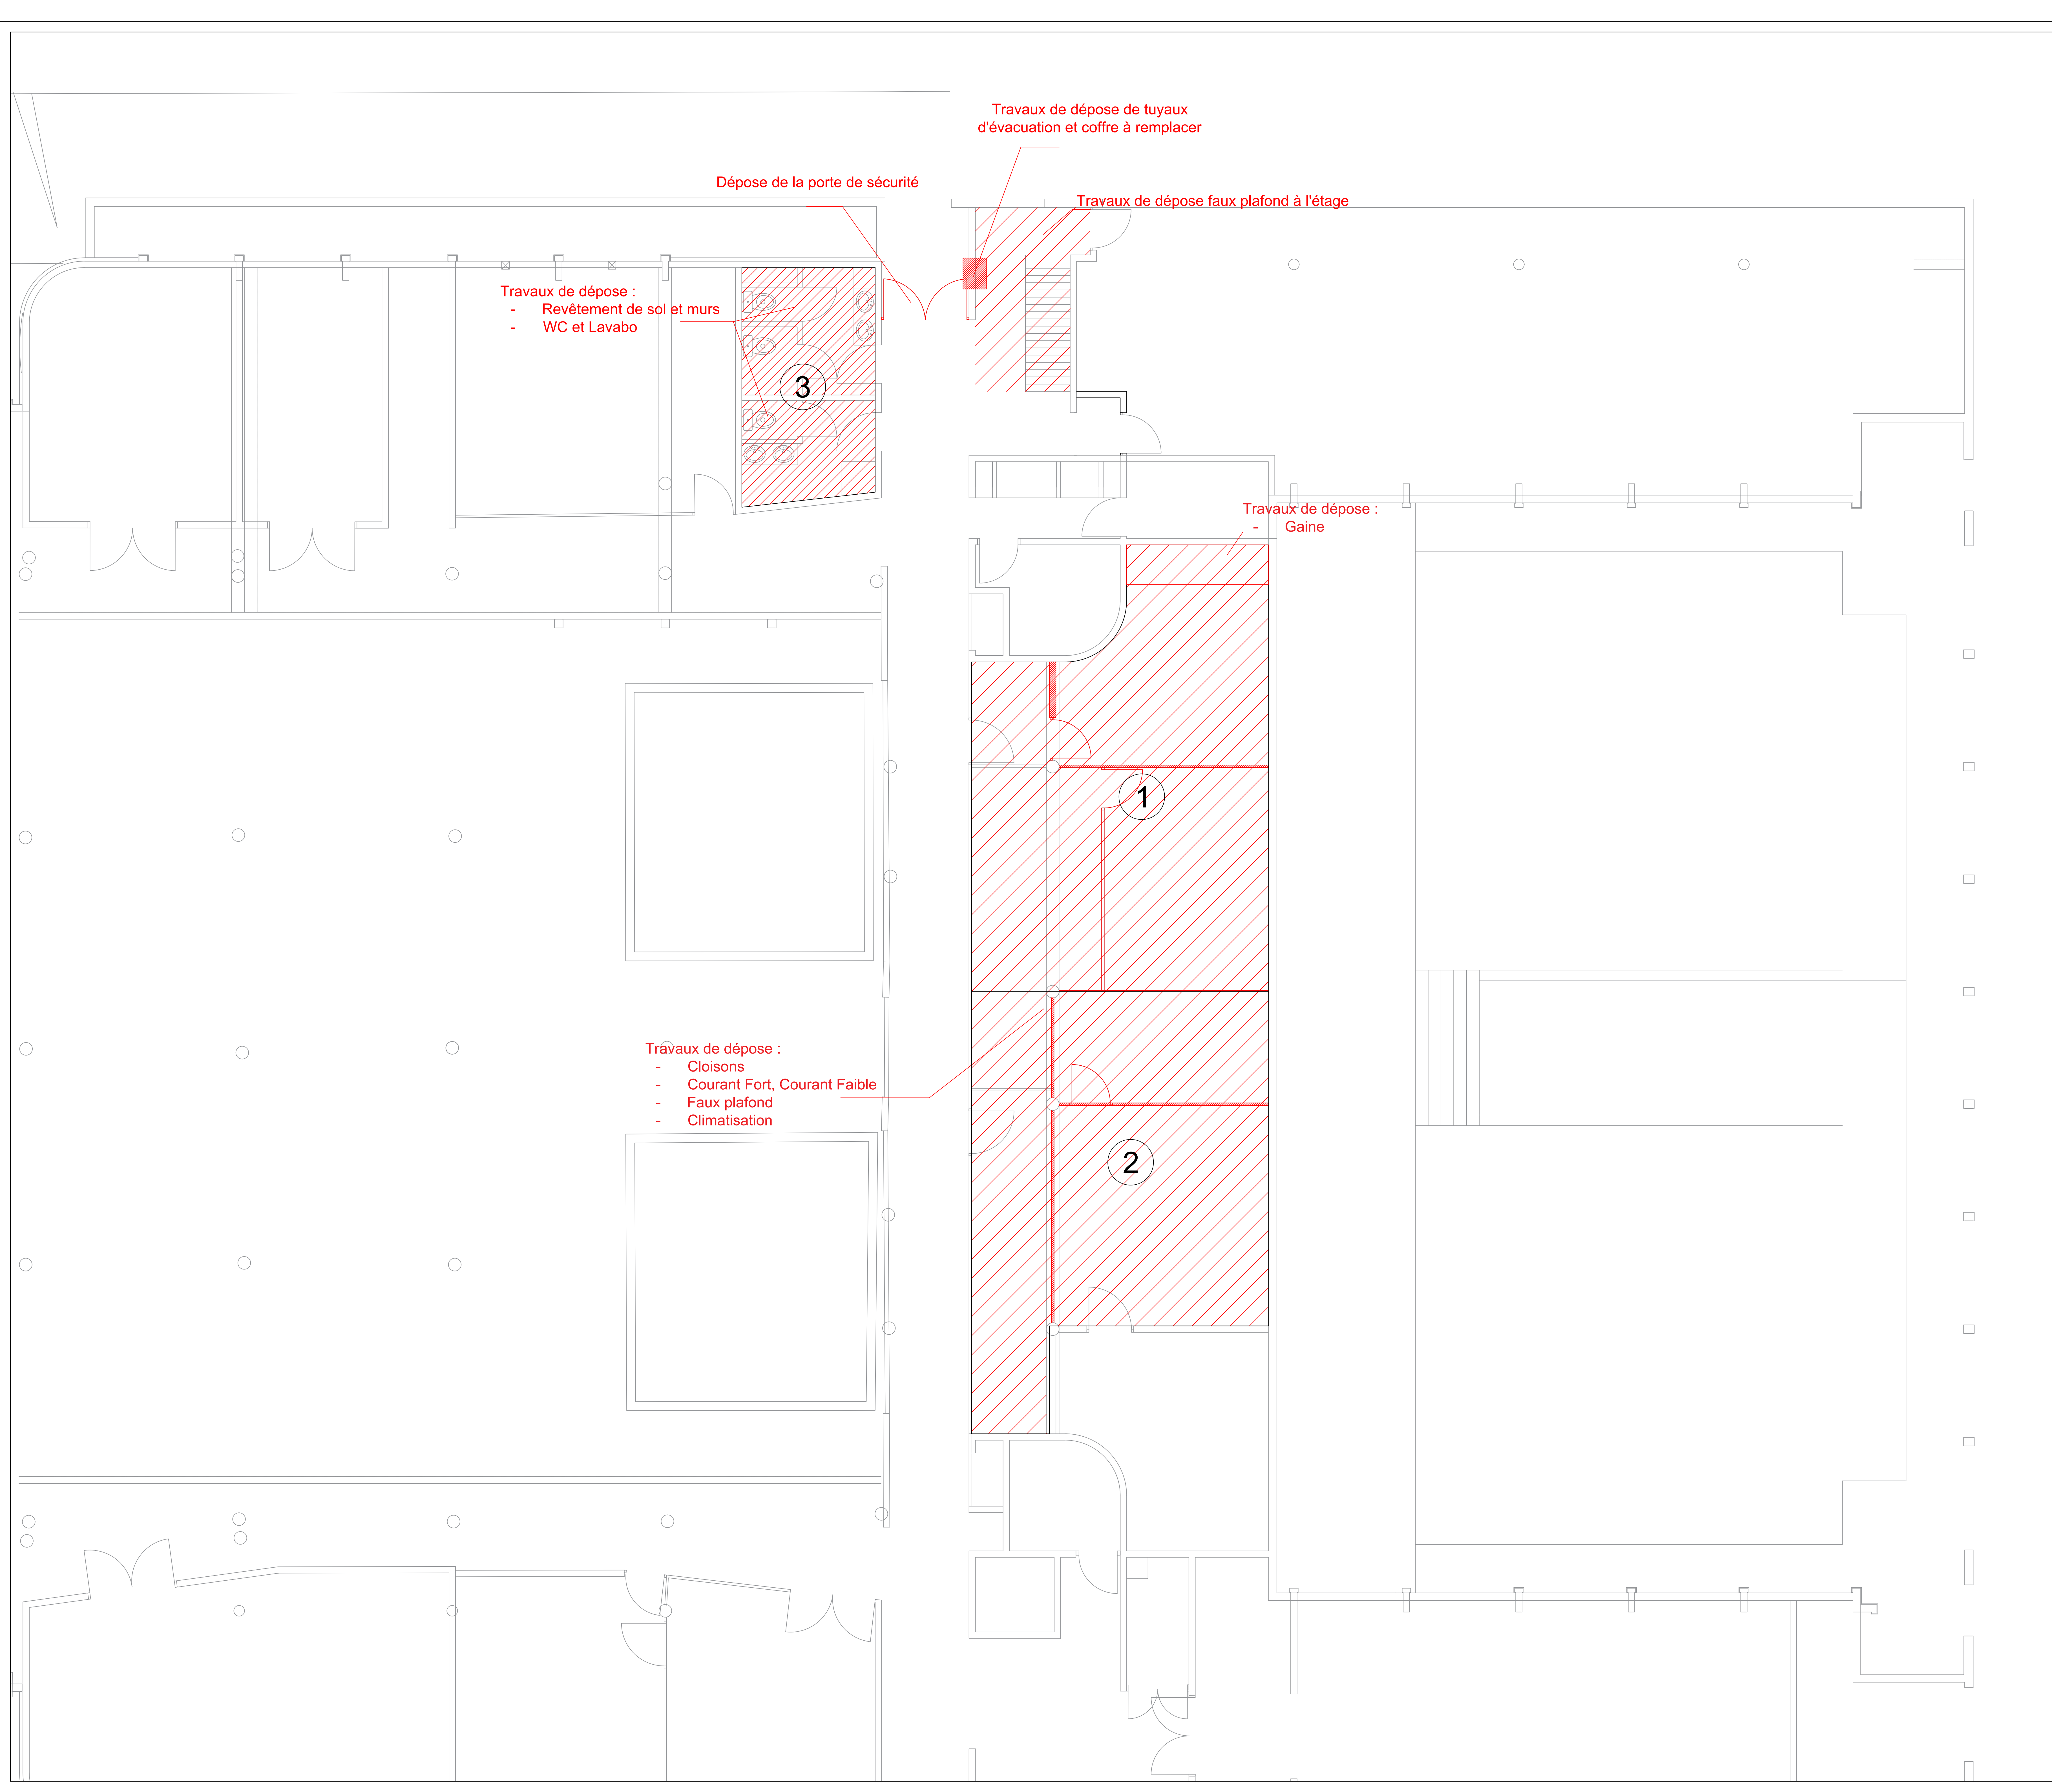 Travaux de dépose de tuyaux
d'évacuation et coffre à remplacer
Dépose de la porte de sécurité
Travaux de dépose faux plafond à l'étage
Travaux de dépose :
- Revêtement de sol et murs
- WC et Lavabo
3
Travaux de dépose :
- Gaine
1
Travaux de dépose :
- Cloisons
- Courant Fort, Courant Faible
- Faux plafond
- Climatisation
2